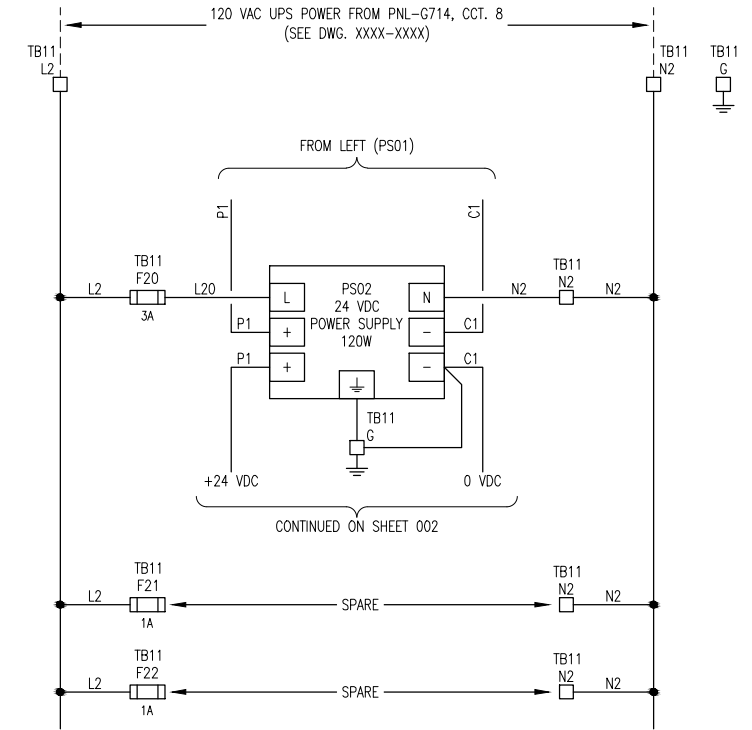 120 VAC UPS POWER FROM PNL-G714, CCT. 8
(SEE DWG. XXXX-XXXX)
TB11
L2
TB11
N2
TB11
G
FROM LEFT (PS01)
P1
C1
L2
TB11
F20
3A
L20
L
PS02
24 VDC
POWER SUPPLY
120W
N
N2
TB11
N2
N2
P1
+
-
C1
P1
+
-
C1
TB11
G
+24 VDC
0 VDC
CONTINUED ON SHEET 002
L2
TB11
F21
1A
SPARE
TB11
N2
N2
L2
TB11
F22
1A
SPARE
TB11
N2
N2